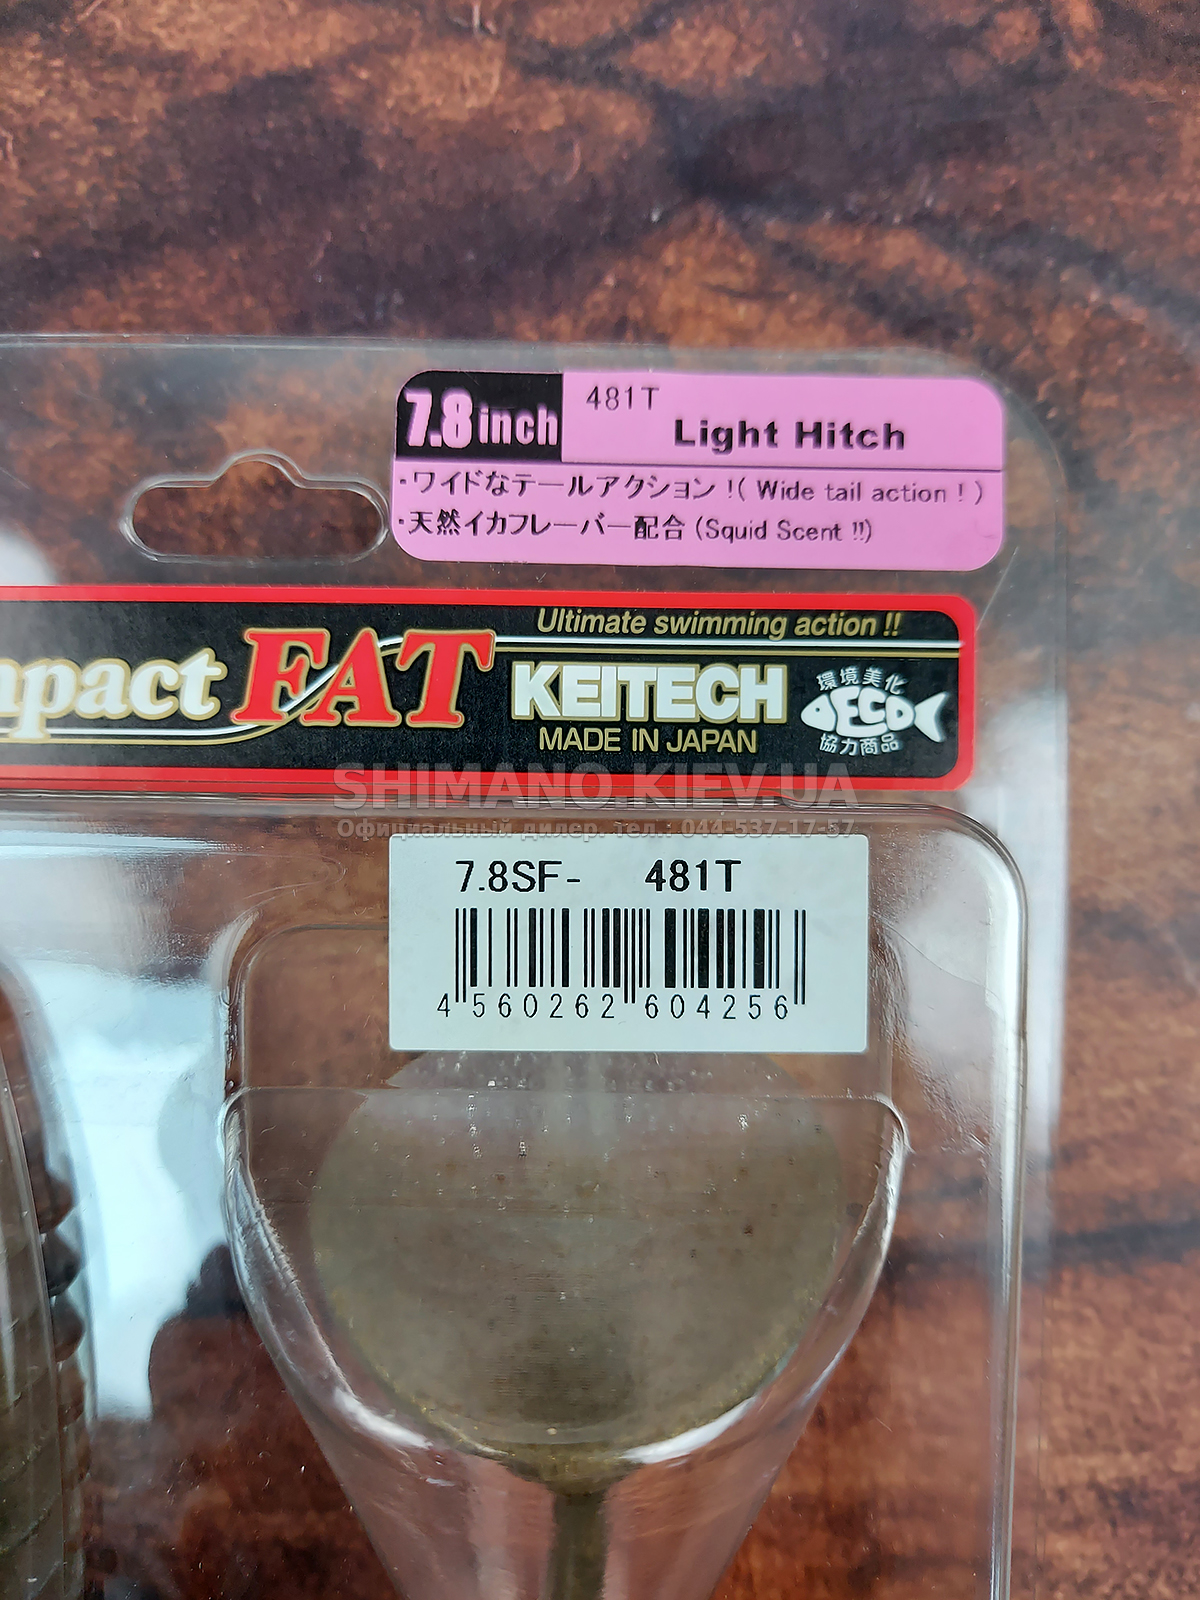 7.8inch
481T
Light Hitch
・ワイドなテールアクション !( Wide tail action ! )
・天然イカフレーバー配合 (Squid Scent !!)
Ultimate swimming action !!
mpact FAT KEITECH
MADE IN JAPAN
環境美化
ECO
協力商品
SHIMANO.KIEV.UA
Официальный дилер. тел.: 044-537-17-57
7.8SF- 481T
4 560262 604256